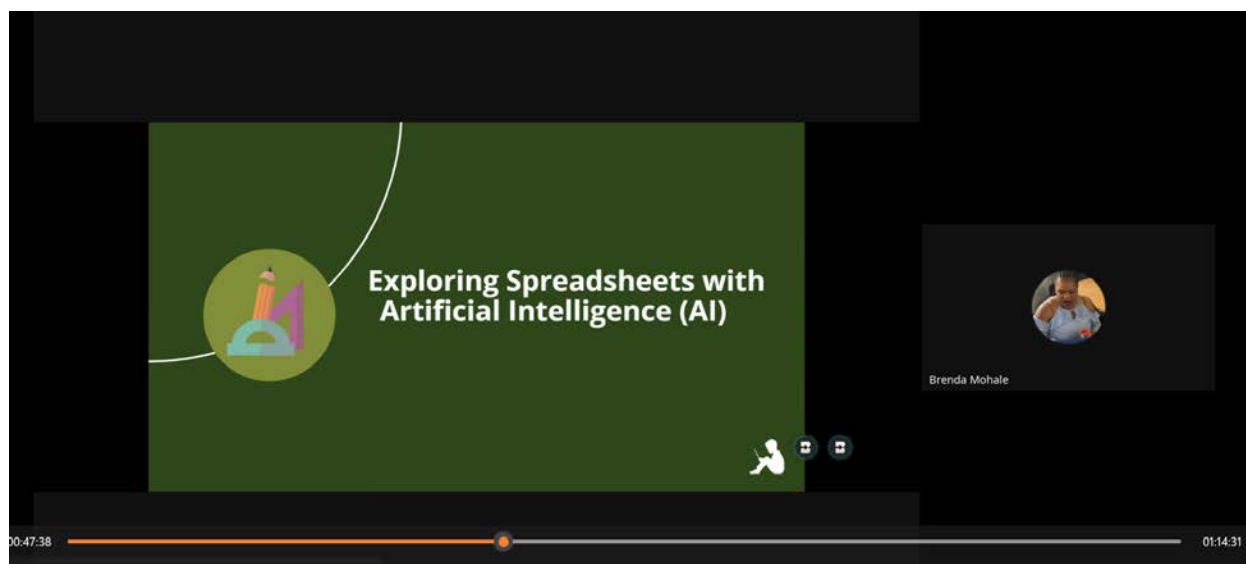 Exploring Spreadsheets with
Artificial Intelligence (AI)
Brenda Mohale
00:47:38
01:14:31